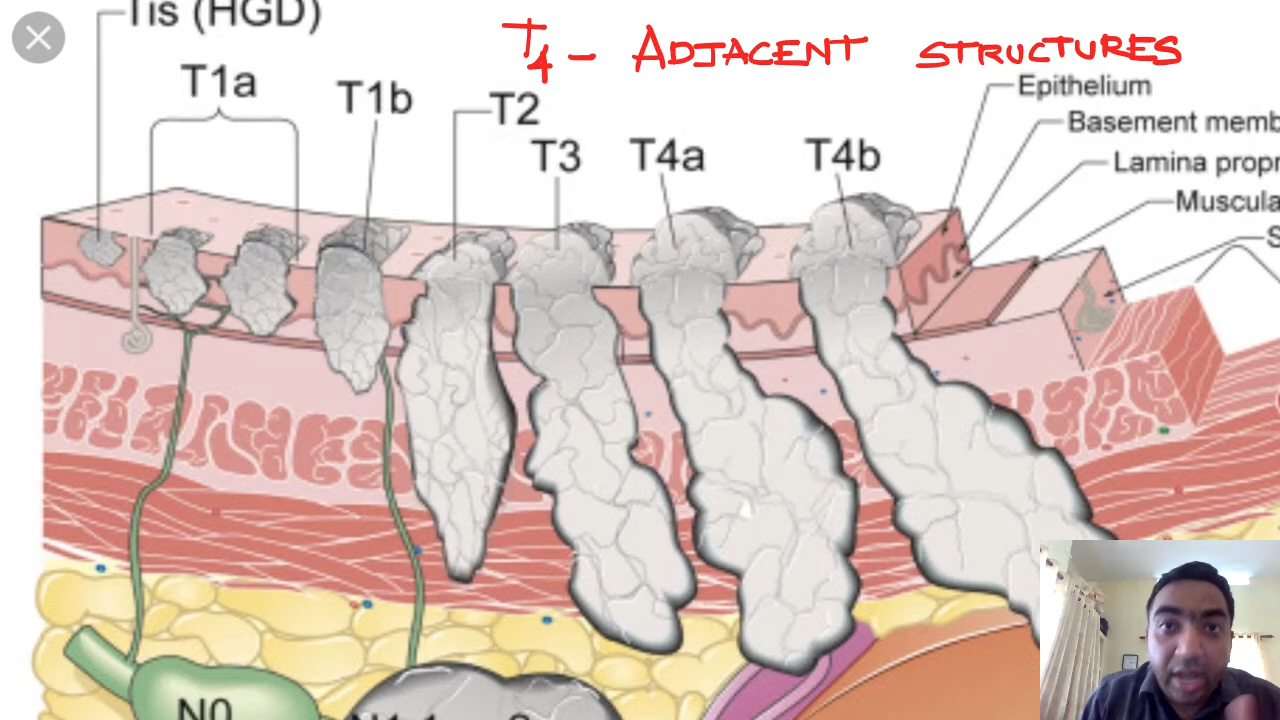 Tis (HGD)
T4 - ADJACENT STRUCTURES
T1a
T1b
T2
T3
T4a
T4b
Epithelium
Basement memb
Lamina propr
Muscula
S
N0